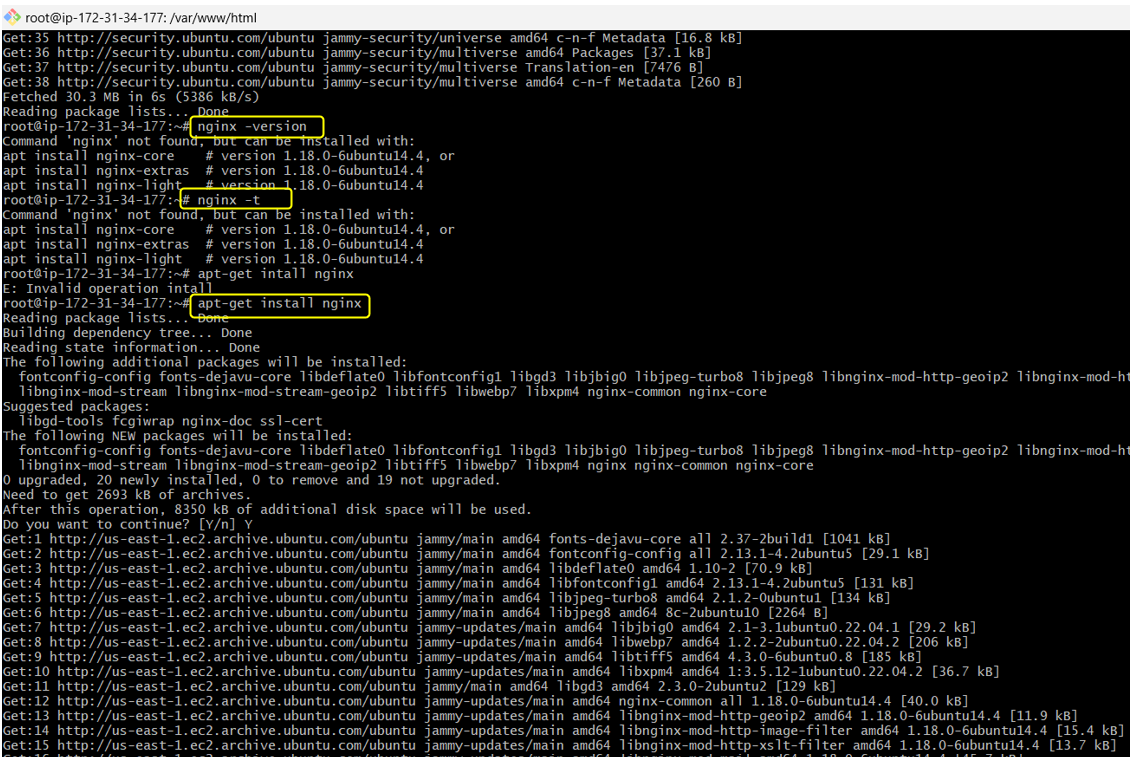 root@ip-172-31-34-177: /var/www/html
Get:35 http://security.ubuntu.com/ubuntu jammy-security/universe amd64 c-n-f Metadata [16.8 kB]
Get:36 http://security.ubuntu.com/ubuntu jammy-security/multiverse amd64 Packages [37.1 kB]
Get:37 http://security.ubuntu.com/ubuntu jammy-security/multiverse Translation-en [7476 B]
Get:38 http://security.ubuntu.com/ubuntu jammy-security/multiverse amd64 c-n-f Metadata [260 B]
Fetched 30.3 MB in 6s (5386 kB/s)
Reading package lists... Done
root@ip-172-31-34-177:~# nginx -version
Command 'nginx' not found, but can be installed with:
apt install nginx-core    # version 1.18.0-6ubuntu14.4, or
apt install nginx-extras  # version 1.18.0-6ubuntu14.4
apt install nginx-light   # version 1.18.0-6ubuntu14.4
root@ip-172-31-34-177:~# nginx -t
Command 'nginx' not found, but can be installed with:
apt install nginx-core    # version 1.18.0-6ubuntu14.4, or
apt install nginx-extras  # version 1.18.0-6ubuntu14.4
apt install nginx-light   # version 1.18.0-6ubuntu14.4
root@ip-172-31-34-177:~# apt-get intall nginx
E: Invalid operation intall
root@ip-172-31-34-177:~# apt-get install nginx
Reading package lists... Done
Building dependency tree... Done
Reading state information... Done
The following additional packages will be installed:
  fontconfig-config fonts-dejavu-core libdeflate0 libfontconfig1 libgd3 libjbig0 libjpeg-turbo8 libjpeg8 libnginx-mod-http-geoip2 libnginx-mod-ht
  libnginx-mod-stream libnginx-mod-stream-geoip2 libtiff5 libwebp7 libxpm4 nginx-common nginx-core
Suggested packages:
  libgd-tools fcgiwrap nginx-doc ssl-cert
The following NEW packages will be installed:
  fontconfig-config fonts-dejavu-core libdeflate0 libfontconfig1 libgd3 libjbig0 libjpeg-turbo8 libjpeg8 libnginx-mod-http-geoip2 libnginx-mod-ht
  libnginx-mod-stream libnginx-mod-stream-geoip2 libtiff5 libwebp7 libxpm4 nginx nginx-common nginx-core
0 upgraded, 20 newly installed, 0 to remove and 19 not upgraded.
Need to get 2693 kB of archives.
After this operation, 8350 kB of additional disk space will be used.
Do you want to continue? [Y/n] Y
Get:1 http://us-east-1.ec2.archive.ubuntu.com/ubuntu jammy/main amd64 fonts-dejavu-core all 2.37-2build1 [1041 kB]
Get:2 http://us-east-1.ec2.archive.ubuntu.com/ubuntu jammy/main amd64 fontconfig-config all 2.13.1-4.2ubuntu5 [29.1 kB]
Get:3 http://us-east-1.ec2.archive.ubuntu.com/ubuntu jammy/main amd64 libdeflate0 amd64 1.10-2 [70.9 kB]
Get:4 http://us-east-1.ec2.archive.ubuntu.com/ubuntu jammy/main amd64 libfontconfig1 amd64 2.13.1-4.2ubuntu5 [131 kB]
Get:5 http://us-east-1.ec2.archive.ubuntu.com/ubuntu jammy/main amd64 libjpeg-turbo8 amd64 2.1.2-0ubuntu1 [134 kB]
Get:6 http://us-east-1.ec2.archive.ubuntu.com/ubuntu jammy/main amd64 libjpeg8 amd64 8c-2ubuntu10 [2264 B]
Get:7 http://us-east-1.ec2.archive.ubuntu.com/ubuntu jammy-updates/main amd64 libjbig0 amd64 2.1-3.1ubuntu0.22.04.1 [29.2 kB]
Get:8 http://us-east-1.ec2.archive.ubuntu.com/ubuntu jammy-updates/main amd64 libwebp7 amd64 1.2.2-2ubuntu0.22.04.2 [206 kB]
Get:9 http://us-east-1.ec2.archive.ubuntu.com/ubuntu jammy-updates/main amd64 libtiff5 amd64 4.3.0-6ubuntu0.8 [185 kB]
Get:10 http://us-east-1.ec2.archive.ubuntu.com/ubuntu jammy-updates/main amd64 libxpm4 amd64 1:3.5.12-1ubuntu0.22.04.2 [36.7 kB]
Get:11 http://us-east-1.ec2.archive.ubuntu.com/ubuntu jammy/main amd64 libgd3 amd64 2.3.0-2ubuntu2 [129 kB]
Get:12 http://us-east-1.ec2.archive.ubuntu.com/ubuntu jammy-updates/main amd64 nginx-common all 1.18.0-6ubuntu14.4 [40.0 kB]
Get:13 http://us-east-1.ec2.archive.ubuntu.com/ubuntu jammy-updates/main amd64 libnginx-mod-http-geoip2 amd64 1.18.0-6ubuntu14.4 [11.9 kB]
Get:14 http://us-east-1.ec2.archive.ubuntu.com/ubuntu jammy-updates/main amd64 libnginx-mod-http-image-filter amd64 1.18.0-6ubuntu14.4 [15.4 kB]
Get:15 http://us-east-1.ec2.archive.ubuntu.com/ubuntu jammy-updates/main amd64 libnginx-mod-http-xslt-filter amd64 1.18.0-6ubuntu14.4 [13.7 kB]